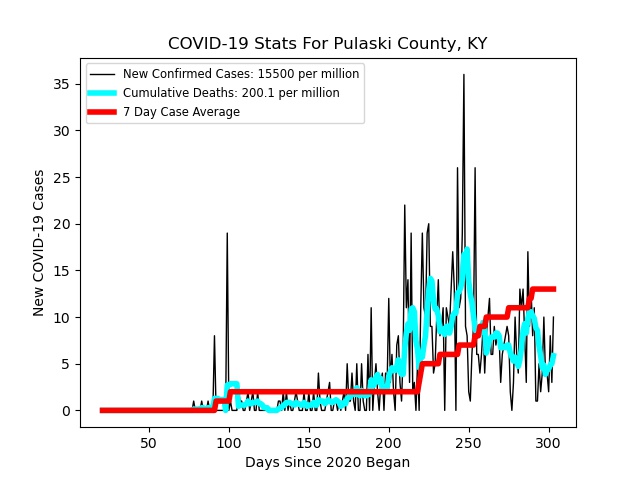 COVID-19 Stats For Pulaski County, KY
New Confirmed Cases: 15500 per million
Cumulative Deaths: 200.1 per million
7 Day Case Average
New COVID-19 Cases
35
30
25
20
15
10
5
0
50 100 150 200 250 300
Days Since 2020 Began